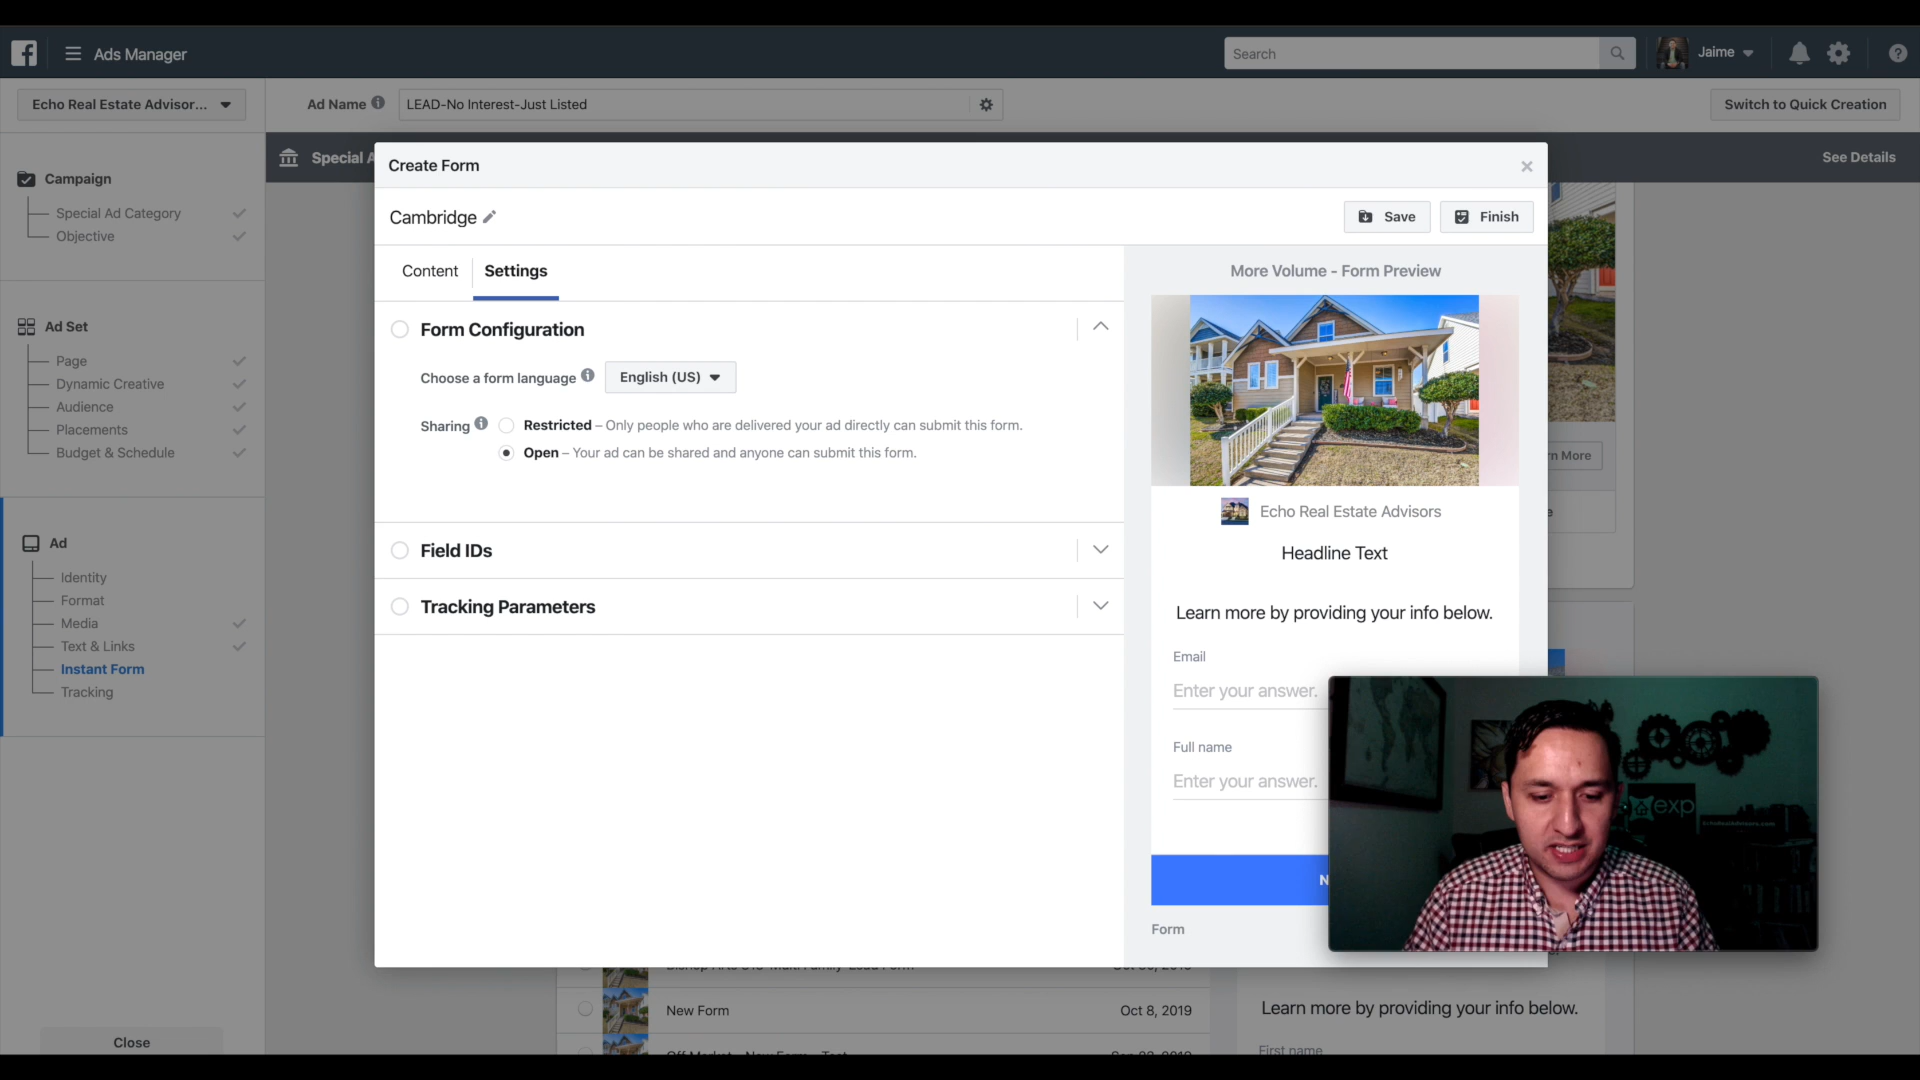 Ads Manager
Search
Jaime
Echo Real Estate Advisor...
Ad Name
LEAD-No Interest-Just Listed
Switch to Quick Creation
Special A
See Details
Campaign
Special Ad Category
Objective
Ad Set
Page
Dynamic Creative
Audience
Placements
Budget & Schedule
Ad
Identity
Format
Media
Text & Links
Instant Form
Tracking
Close
Create Form
Cambridge
Save
Finish
Content
Settings
Form Configuration
Choose a form language
English (US)
Sharing
Restricted – Only people who are delivered your ad directly can submit this form.
Open – Your ad can be shared and anyone can submit this form.
Field IDs
Tracking Parameters
More Volume - Form Preview
Echo Real Estate Advisors
Headline Text
Learn more by providing your info below.
Email
Enter your answer.
Full name
Enter your answer.
N
Form
rn More
e
exp
New Form
Oct 8, 2019
Learn more by providing your info below.
First name